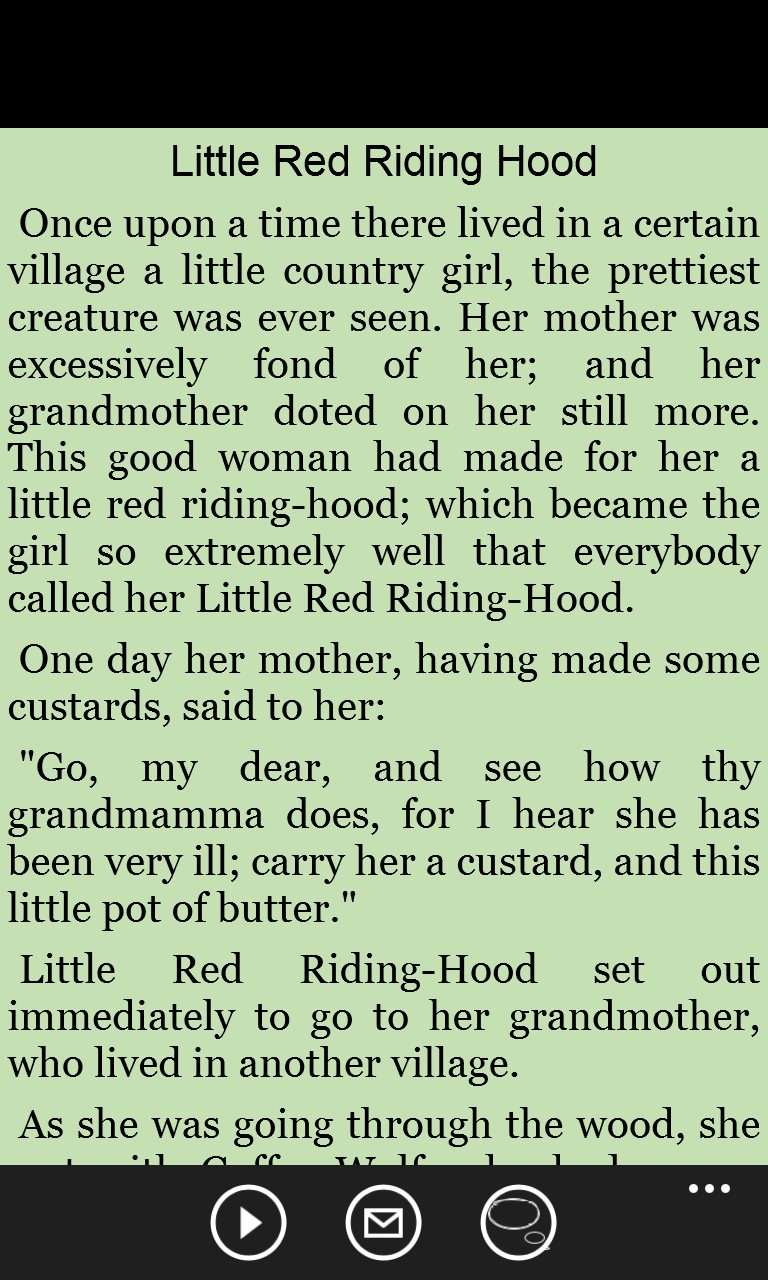 Little Red Riding Hood
Once upon a time there lived in a certain
village a little country girl, the prettiest
creature was ever seen. Her mother was
excessively fond of her; and her
grandmother doted on her still more.
This good woman had made for her a
little red riding-hood; which became the
girl so extremely well that everybody
called her Little Red Riding-Hood.
One day her mother, having made some
custards, said to her:
"Go, my dear, and see how thy
grandmamma does, for I hear she has
been very ill; carry her a custard, and this
little pot of butter."
Little Red Riding-Hood set out
immediately to go to her grandmother,
who lived in another village.
As she was going through the wood, she